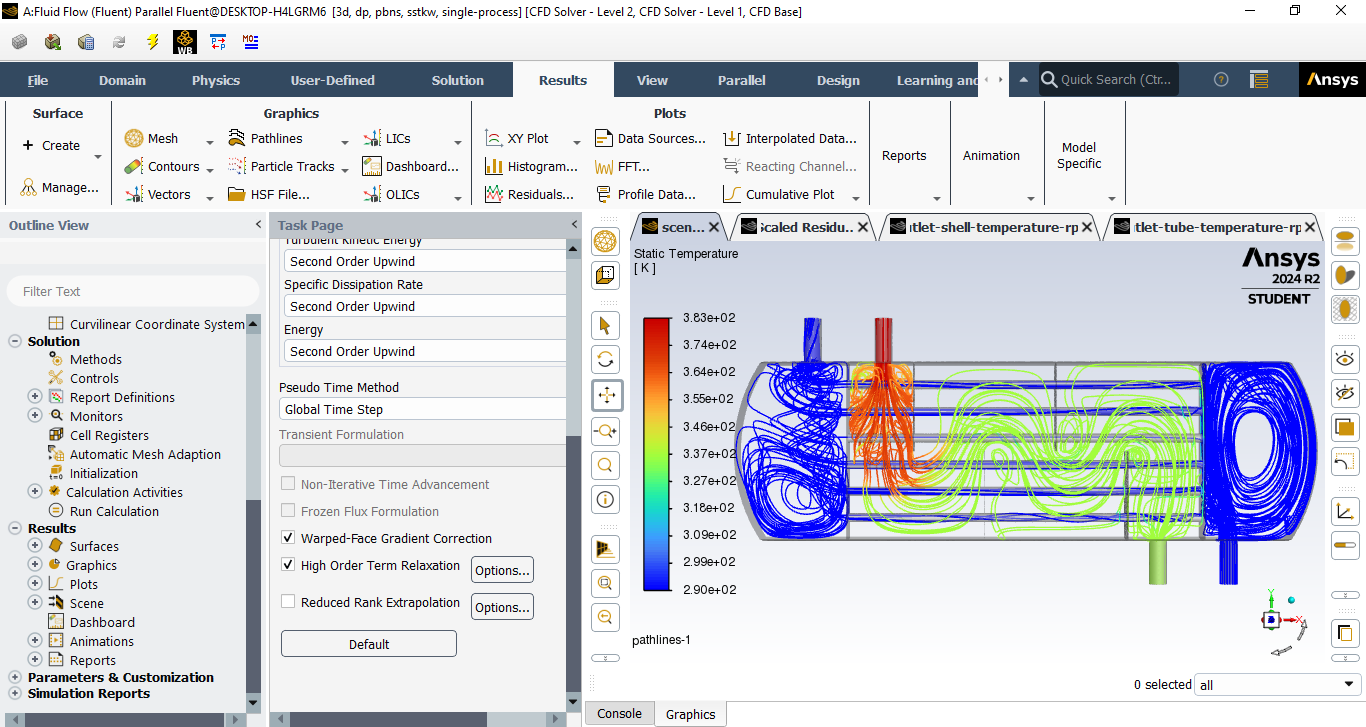 A:Fluid Flow (Fluent) Parallel Fluent@DESKTOP-H4LGRM6 [3d, dp, pbns, sstkw, single-process] [CFD Solver - Level 2, CFD Solver - Level 1, CFD Base]
WB
File Domain Physics User-Defined Solution Results View Parallel Design Learning and Quick Search (Ctr... Ansys
Surface Graphics Plots
Create Mesh Pathlines LICs XY Plot Data Sources... Interpolated Data...
Contours Particle Tracks Dashboard... Histogram... FFT... Reacting Channel...
Manage... Vectors HSF File... OLICs Residuals... Profile Data... Cumulative Plot
Reports Animation Model
Specific
Outline View
Filter Text
Curvilinear Coordinate System
Solution
Methods
Controls
Report Definitions
Monitors
Cell Registers
Automatic Mesh Adaption
Initialization
Calculation Activities
Run Calculation
Results
Surfaces
Graphics
Plots
Scene
Dashboard
Animations
Reports
Parameters & Customization
Simulation Reports
Task Page
Turbulent Kinetic Energy
Second Order Upwind
Specific Dissipation Rate
Second Order Upwind
Energy
Second Order Upwind
Pseudo Time Method
Global Time Step
Transient Formulation
Non-Iterative Time Advancement
Frozen Flux Formulation
Warped-Face Gradient Correction
High Order Term Relaxation Options...
Reduced Rank Extrapolation Options...
Default
scen... Scaled Residu.. utlet-shell-temperature-rp utlet-tube-temperature-rp
Static Temperature
[ K ]
Ansys
2024 R2
STUDENT
3.83e+02
3.74e+02
3.64e+02
3.55e+02
3.46e+02
3.37e+02
3.27e+02
3.18e+02
3.09e+02
2.99e+02
2.90e+02
Y
X
pathlines-1
0 selected all
Console Graphics